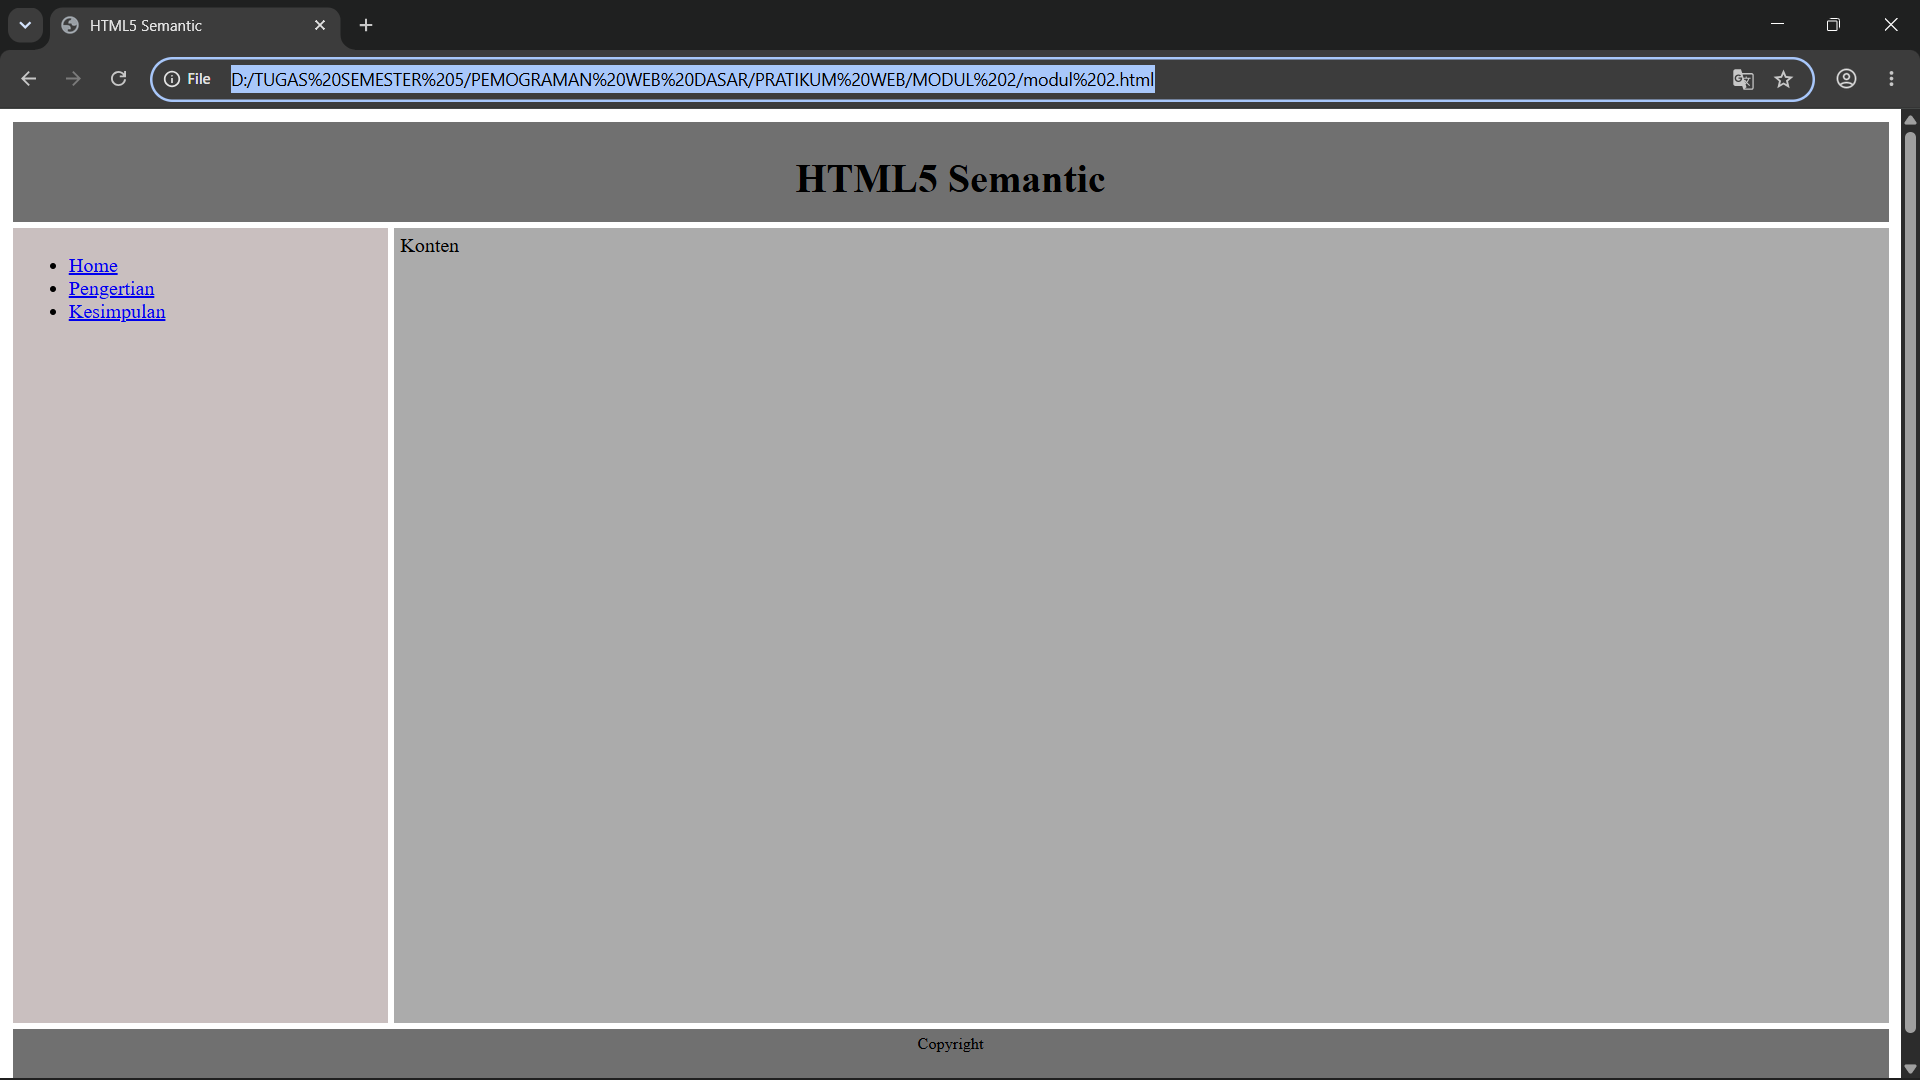 HTML5 Semantic
File D:/TUGAS%20SEMESTER%205/PEMOGRAMAN%20WEB%20DASAR/PRATIKUM%20WEB/MODUL%202/modul%202.html
HTML5 Semantic
Home
Pengertian
Kesimpulan
Konten
Copyright